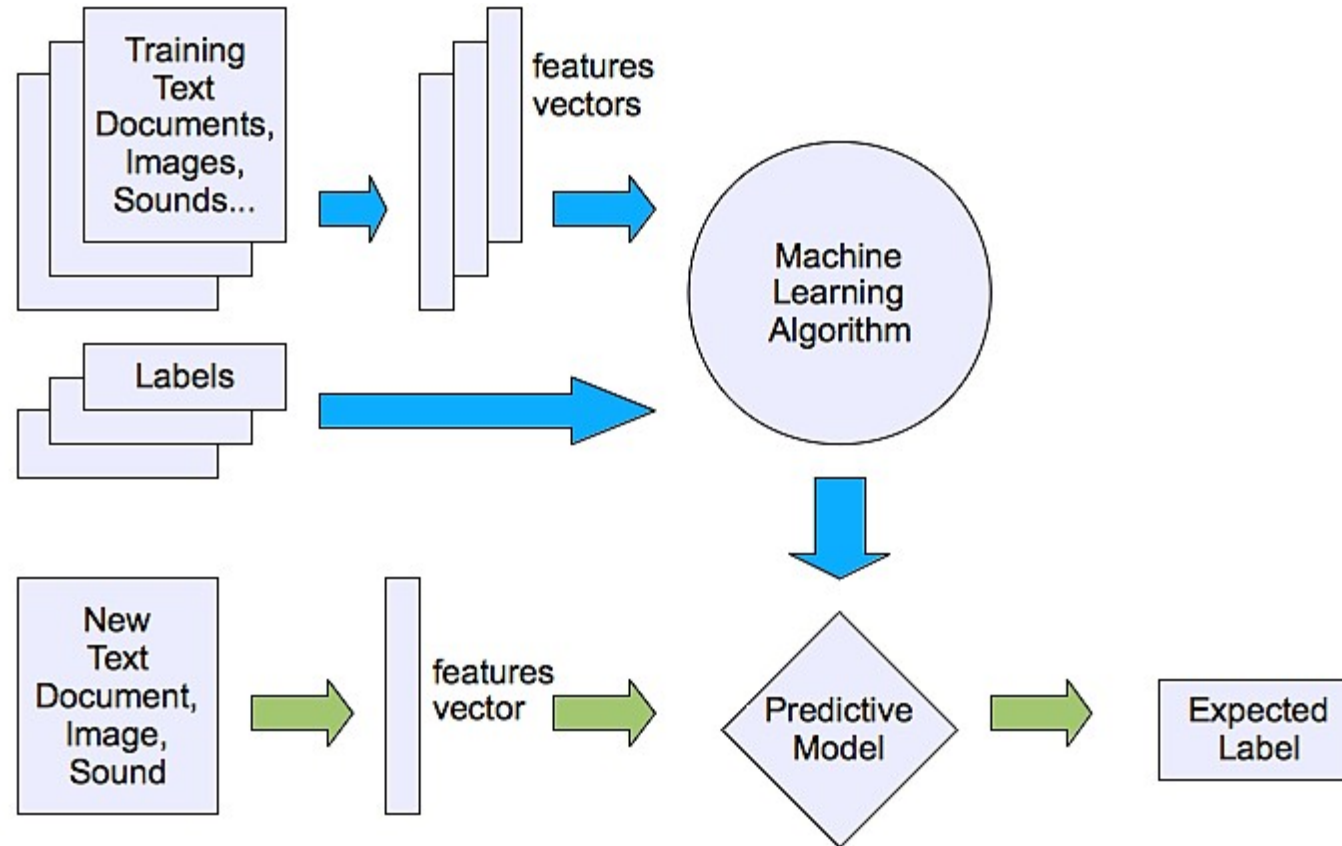 Training
Text
Documents,
Images,
Sounds...
features
vectors
Machine
Learning
Algorithm
Labels
New
Text
Document,
Image,
Sound
features
vector
Predictive
Model
Expected
Label